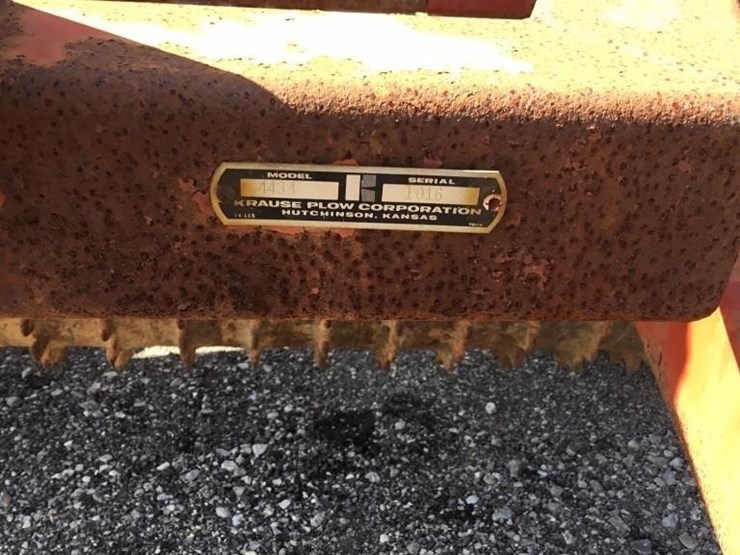 MODEL SERIAL
4434 1016
KRAUSE PLOW CORPORATION
HUTCHINSON, KANSAS